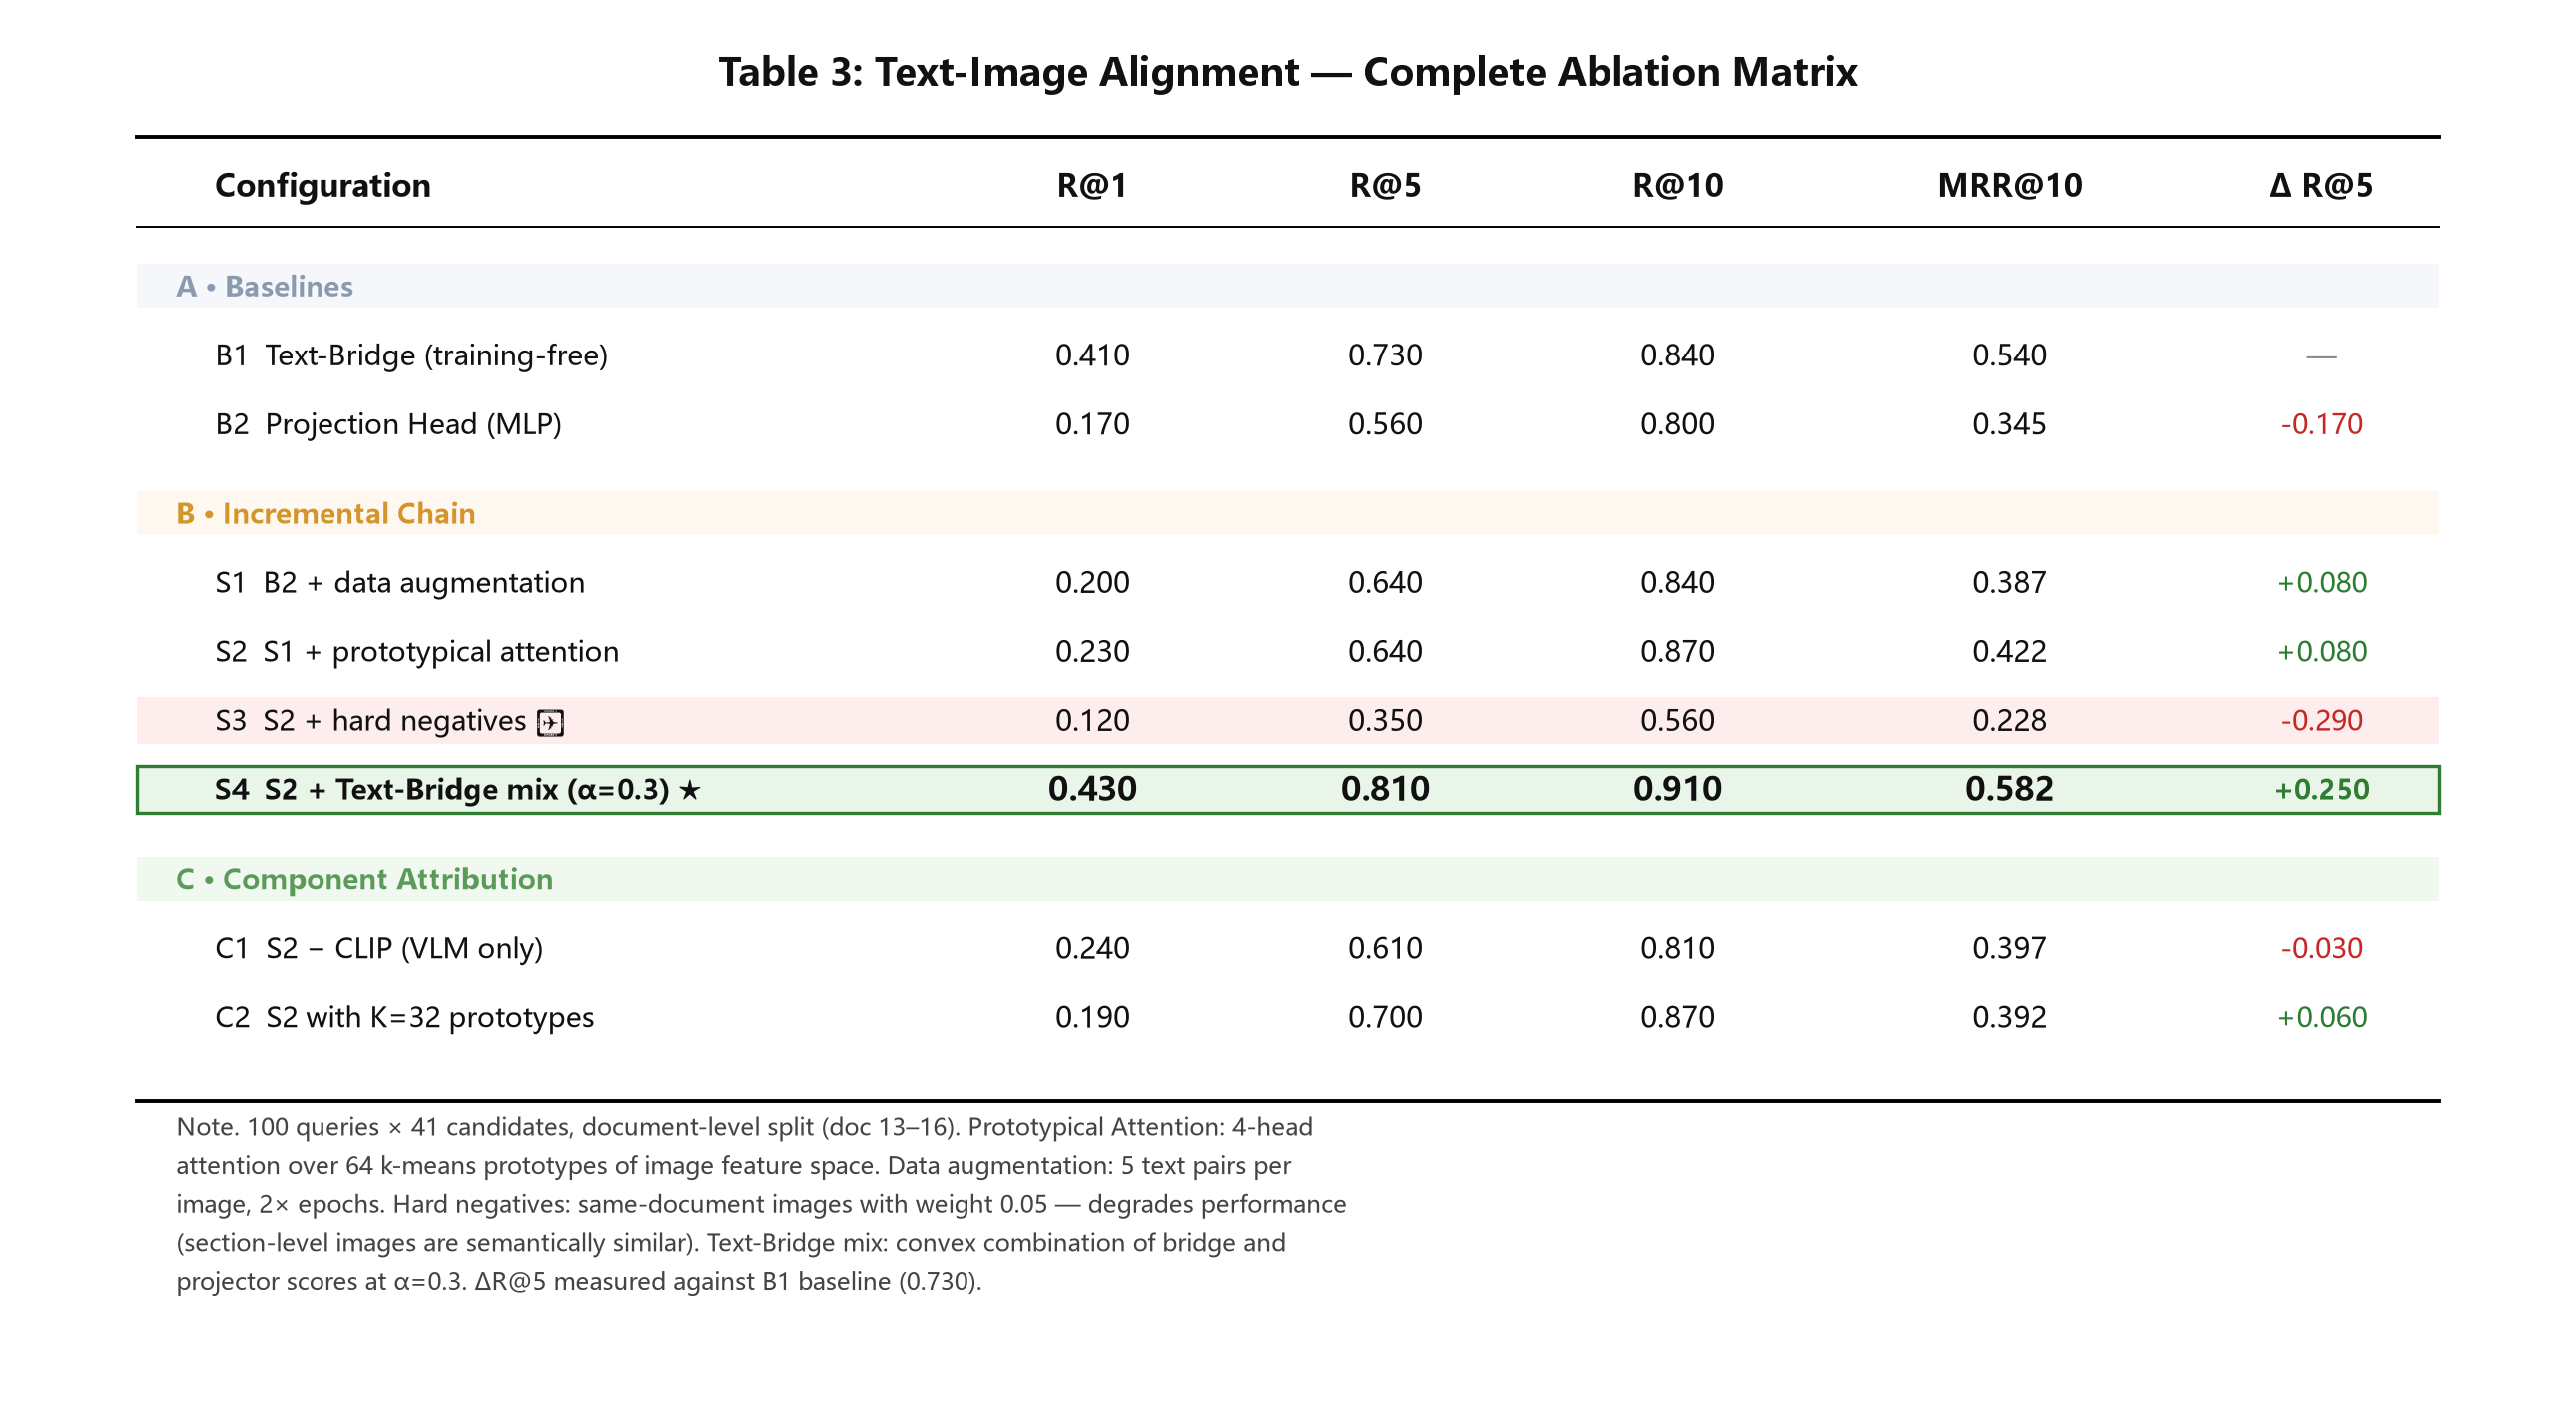 Table 3: Text-Image Alignment — Complete Ablation Matrix
Configuration R@1 R@5 R@10 MRR@10 Δ R@5
A • Baselines
B1 Text-Bridge (training-free) 0.410 0.730 0.840 0.540 —
B2 Projection Head (MLP) 0.170 0.560 0.800 0.345 -0.170
B • Incremental Chain
S1 B2 + data augmentation 0.200 0.640 0.840 0.387 +0.080
S2 S1 + prototypical attention 0.230 0.640 0.870 0.422 +0.080
S3 S2 + hard negatives 0.120 0.350 0.560 0.228 -0.290
S4 S2 + Text-Bridge mix (α=0.3) ★ 0.430 0.810 0.910 0.582 +0.250
C • Component Attribution
C1 S2 − CLIP (VLM only) 0.240 0.610 0.810 0.397 -0.030
C2 S2 with K=32 prototypes 0.190 0.700 0.870 0.392 +0.060
Note. 100 queries × 41 candidates, document-level split (doc 13–16). Prototypical Attention: 4-head
attention over 64 k-means prototypes of image feature space. Data augmentation: 5 text pairs per
image, 2× epochs. Hard negatives: same-document images with weight 0.05 — degrades performance
(section-level images are semantically similar). Text-Bridge mix: convex combination of bridge and
projector scores at α=0.3. ΔR@5 measured against B1 baseline (0.730).